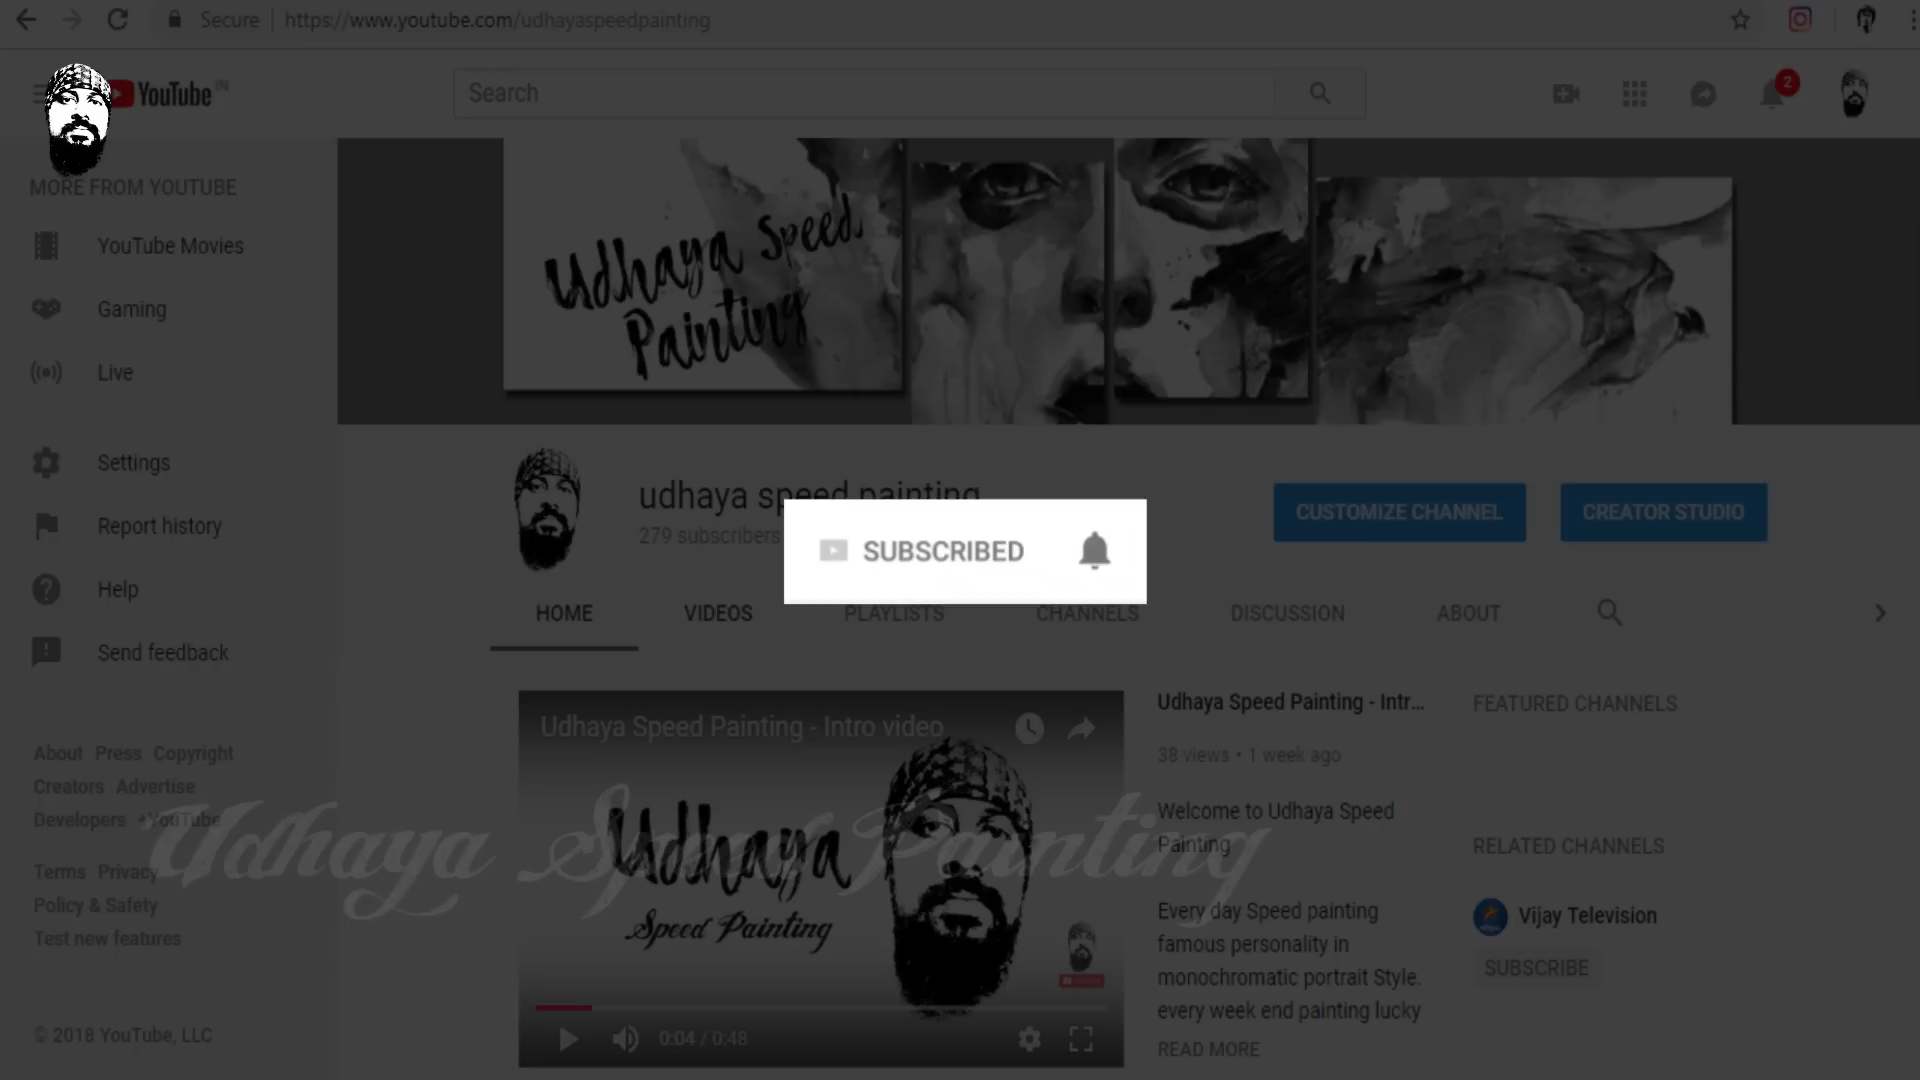 Secure | https://www.youtube.com/udhayaspeedpainting
YouTube IN
Search
2
MORE FROM YOUTUBE
YouTube Movies
Gaming
Live
Settings
Report history
Help
Send feedback
About Press Copyright
Creators Advertise
Developers +YouTube
Terms Privacy
Policy & Safety
Test new features
© 2018 YouTube, LLC
Udhaya Speed
Painting
udhaya speed painting
279 subscribers
SUBSCRIBED
CUSTOMIZE CHANNEL
CREATOR STUDIO
HOME VIDEOS PLAYLISTS CHANNELS DISCUSSION ABOUT
Udhaya Speed Painting - Intro video
Udhaya
Speed Painting
0:04 / 0:48
Udhaya Speed Painting
Udhaya Speed Painting - Intr...
38 views • 1 week ago
Welcome to Udhaya Speed
Painting
Every day Speed painting
famous personality in
monochromatic portrait Style.
every week end painting lucky
READ MORE
FEATURED CHANNELS
RELATED CHANNELS
Vijay Television
SUBSCRIBE